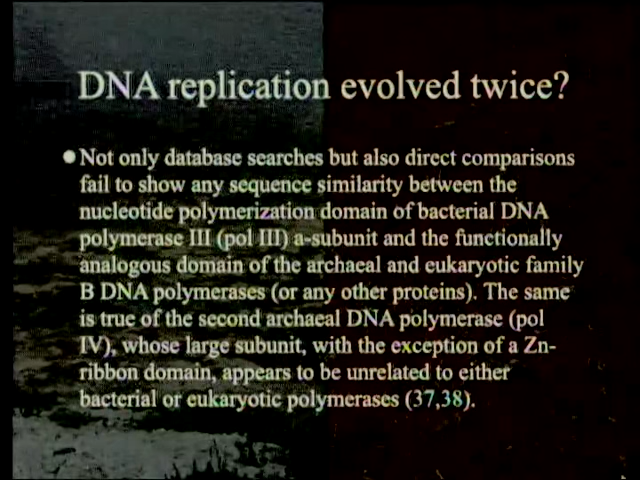 DNA replication evolved twice?
Not only database searches but also direct comparisons
fail to show any sequence similarity between the
nucleotide polymerization domain of bacterial DNA
polymerase III (pol III) a-subunit and the functionally
analogous domain of the archaeal and eukaryotic family
B DNA polymerases (or any other proteins). The same
is true of the second archaeal DNA polymerase (pol
IV), whose large subunit, with the exception of a Zn-
ribbon domain, appears to be unrelated to either
bacterial or eukaryotic polymerases (37,38).